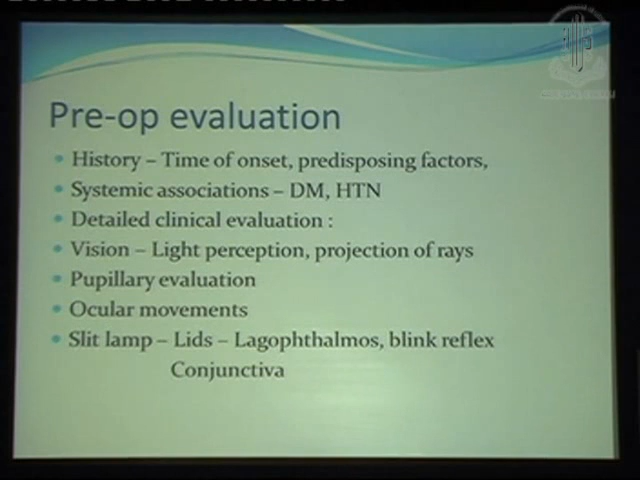 Pre-op evaluation
• History – Time of onset, predisposing factors,
• Systemic associations – DM, HTN
• Detailed clinical evaluation :
• Vision – Light perception, projection of rays
• Pupillary evaluation
• Ocular movements
• Slit lamp – Lids – Lagophthalmos, blink reflex
Conjunctiva